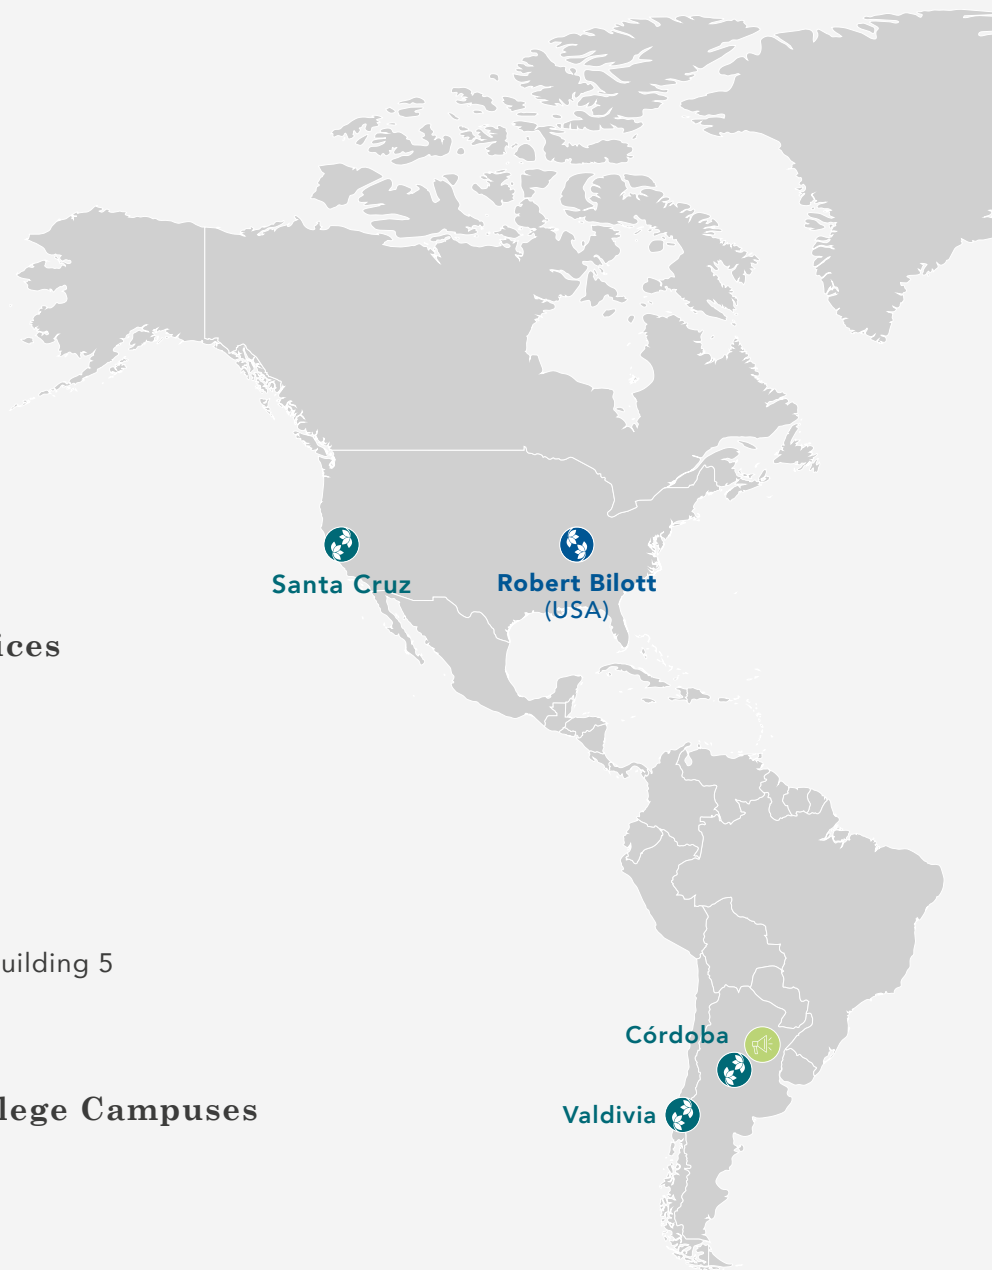 Santa Cruz
Robert Bilott
(USA)
ices
uilding 5
Córdoba
lege Campuses
Valdivia